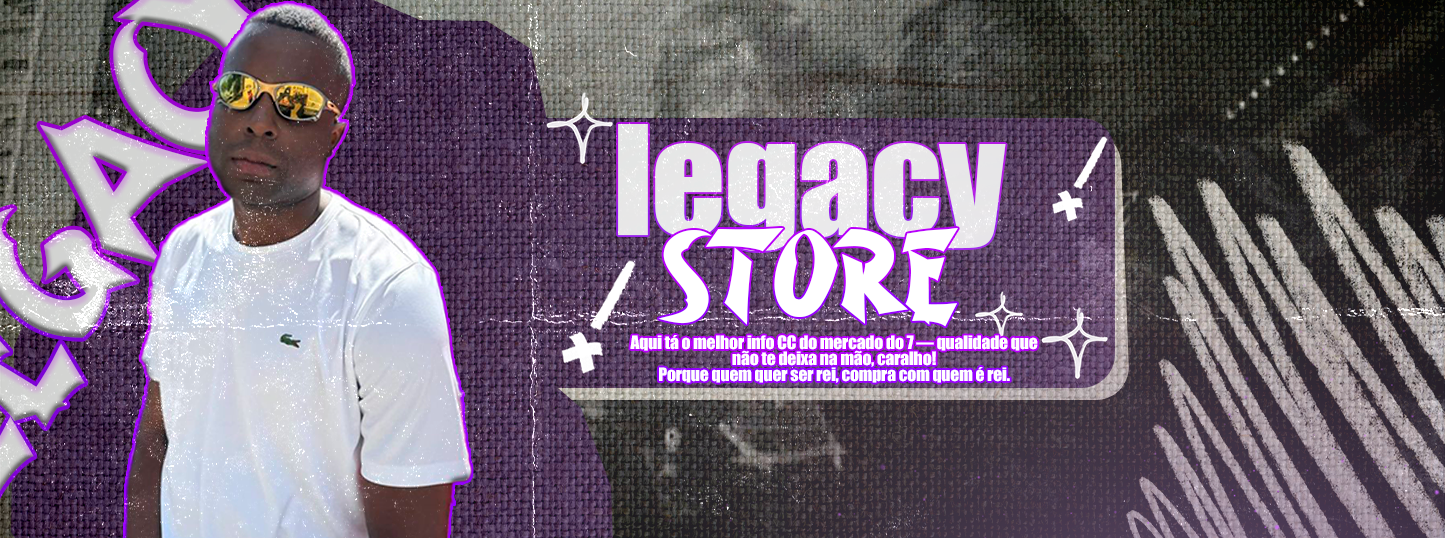 legacy
STORE
Aqui tá o melhor info CC do mercado do 7 — qualidade que
não te deixa na mão, caralho!
Porque quem quer ser rei, compra com quem é rei.